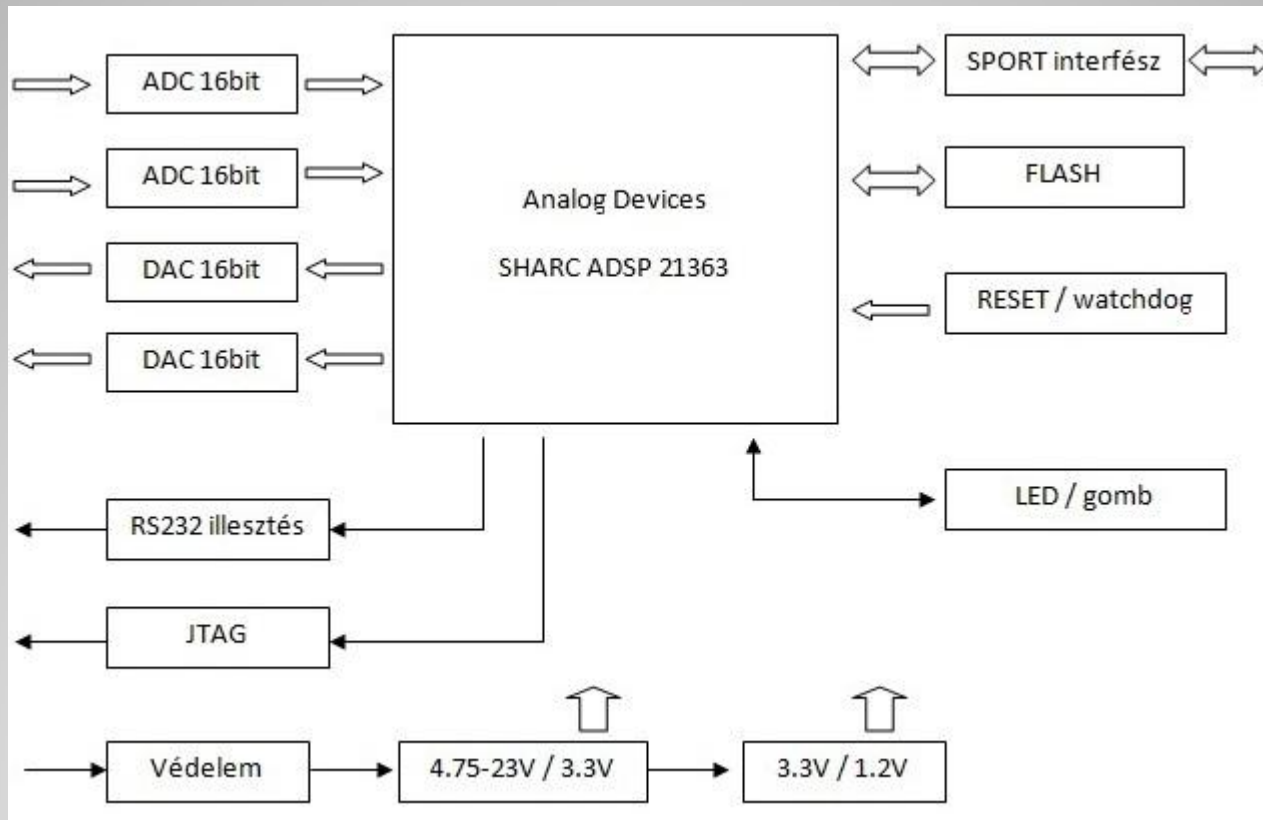 ADC 16bit
ADC 16bit
DAC 16bit
DAC 16bit
Analog Devices
SHARC ADSP 21363
SPORT interfész
FLASH
RESET / watchdog
LED / gomb
RS232 illesztés
JTAG
Védelem
4.75-23V / 3.3V
3.3V / 1.2V